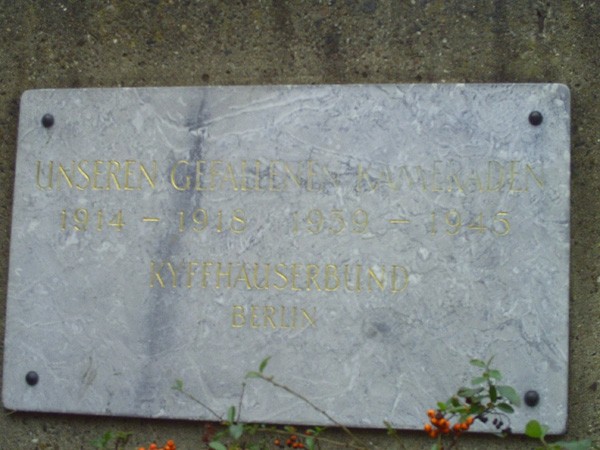 UNSEREN GEFALLENEN KAMERADEN
1914 – 1918 1939 – 1945
KYFFHÄUSERBUND
BERLIN